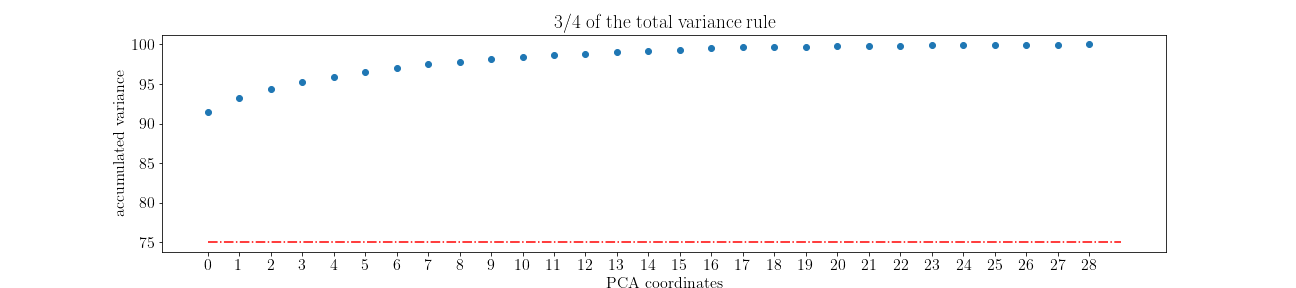 3/4 of the total variance rule
100
95
90
85
80
75
accumulated variance
0 1 2 3 4 5 6 7 8 9 10 11 12 13 14 15 16 17 18 19 20 21 22 23 24 25 26 27 28
PCA coordinates